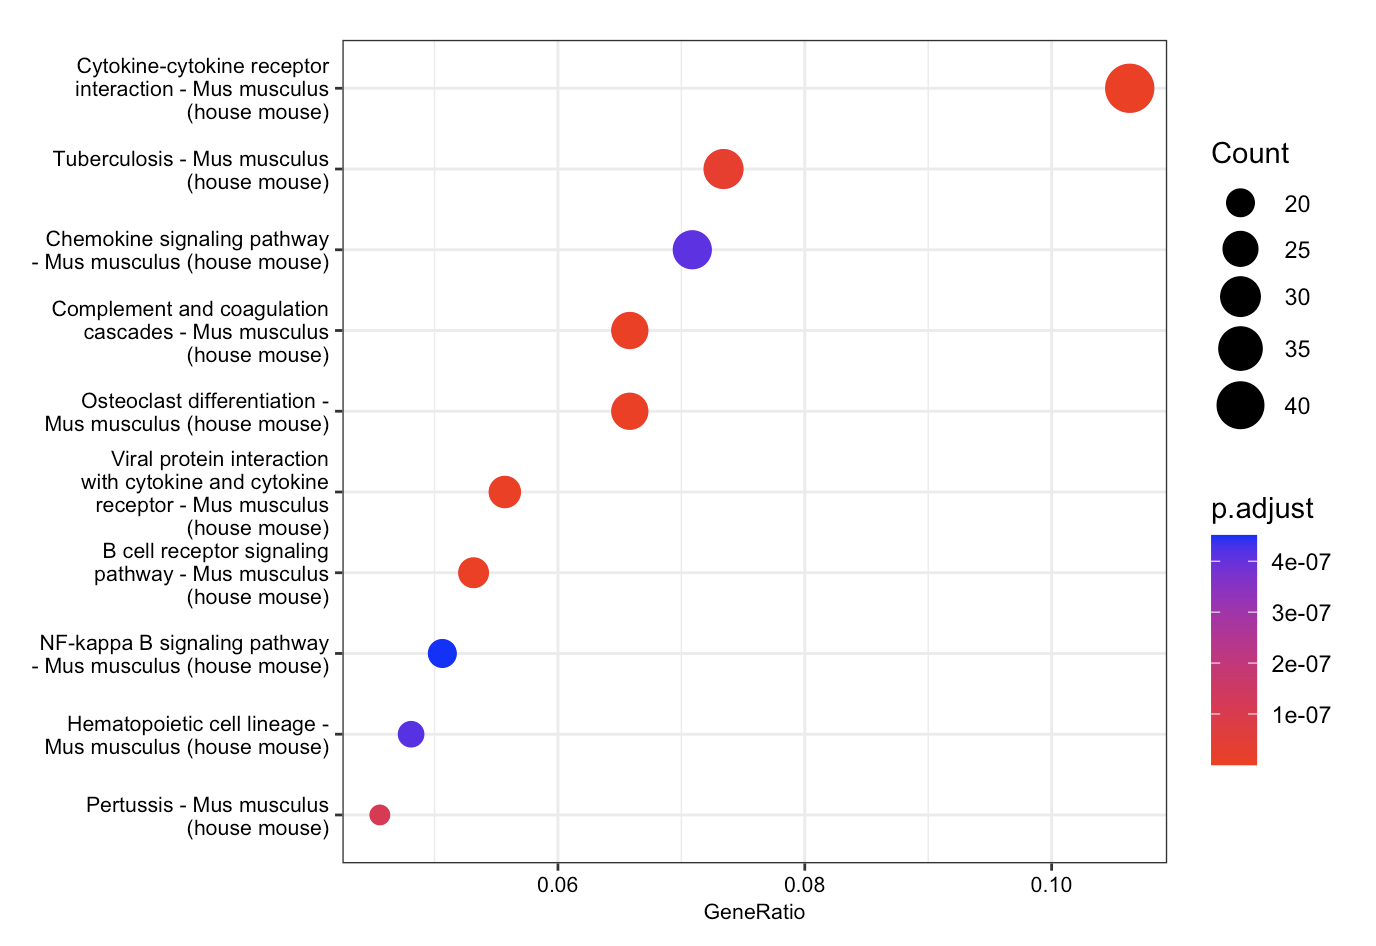 Cytokine-cytokine receptor
interaction - Mus musculus
(house mouse)
Tuberculosis - Mus musculus
(house mouse)
Chemokine signaling pathway
- Mus musculus (house mouse)
Complement and coagulation
cascades - Mus musculus
(house mouse)
Osteoclast differentiation -
Mus musculus (house mouse)
Viral protein interaction
with cytokine and cytokine
receptor - Mus musculus
(house mouse)
B cell receptor signaling
pathway - Mus musculus
(house mouse)
NF-kappa B signaling pathway
- Mus musculus (house mouse)
Hematopoietic cell lineage -
Mus musculus (house mouse)
Pertussis - Mus musculus
(house mouse)
0.06 0.08 0.10
GeneRatio
Count
20
25
30
35
40
p.adjust
4e-07
3e-07
2e-07
1e-07